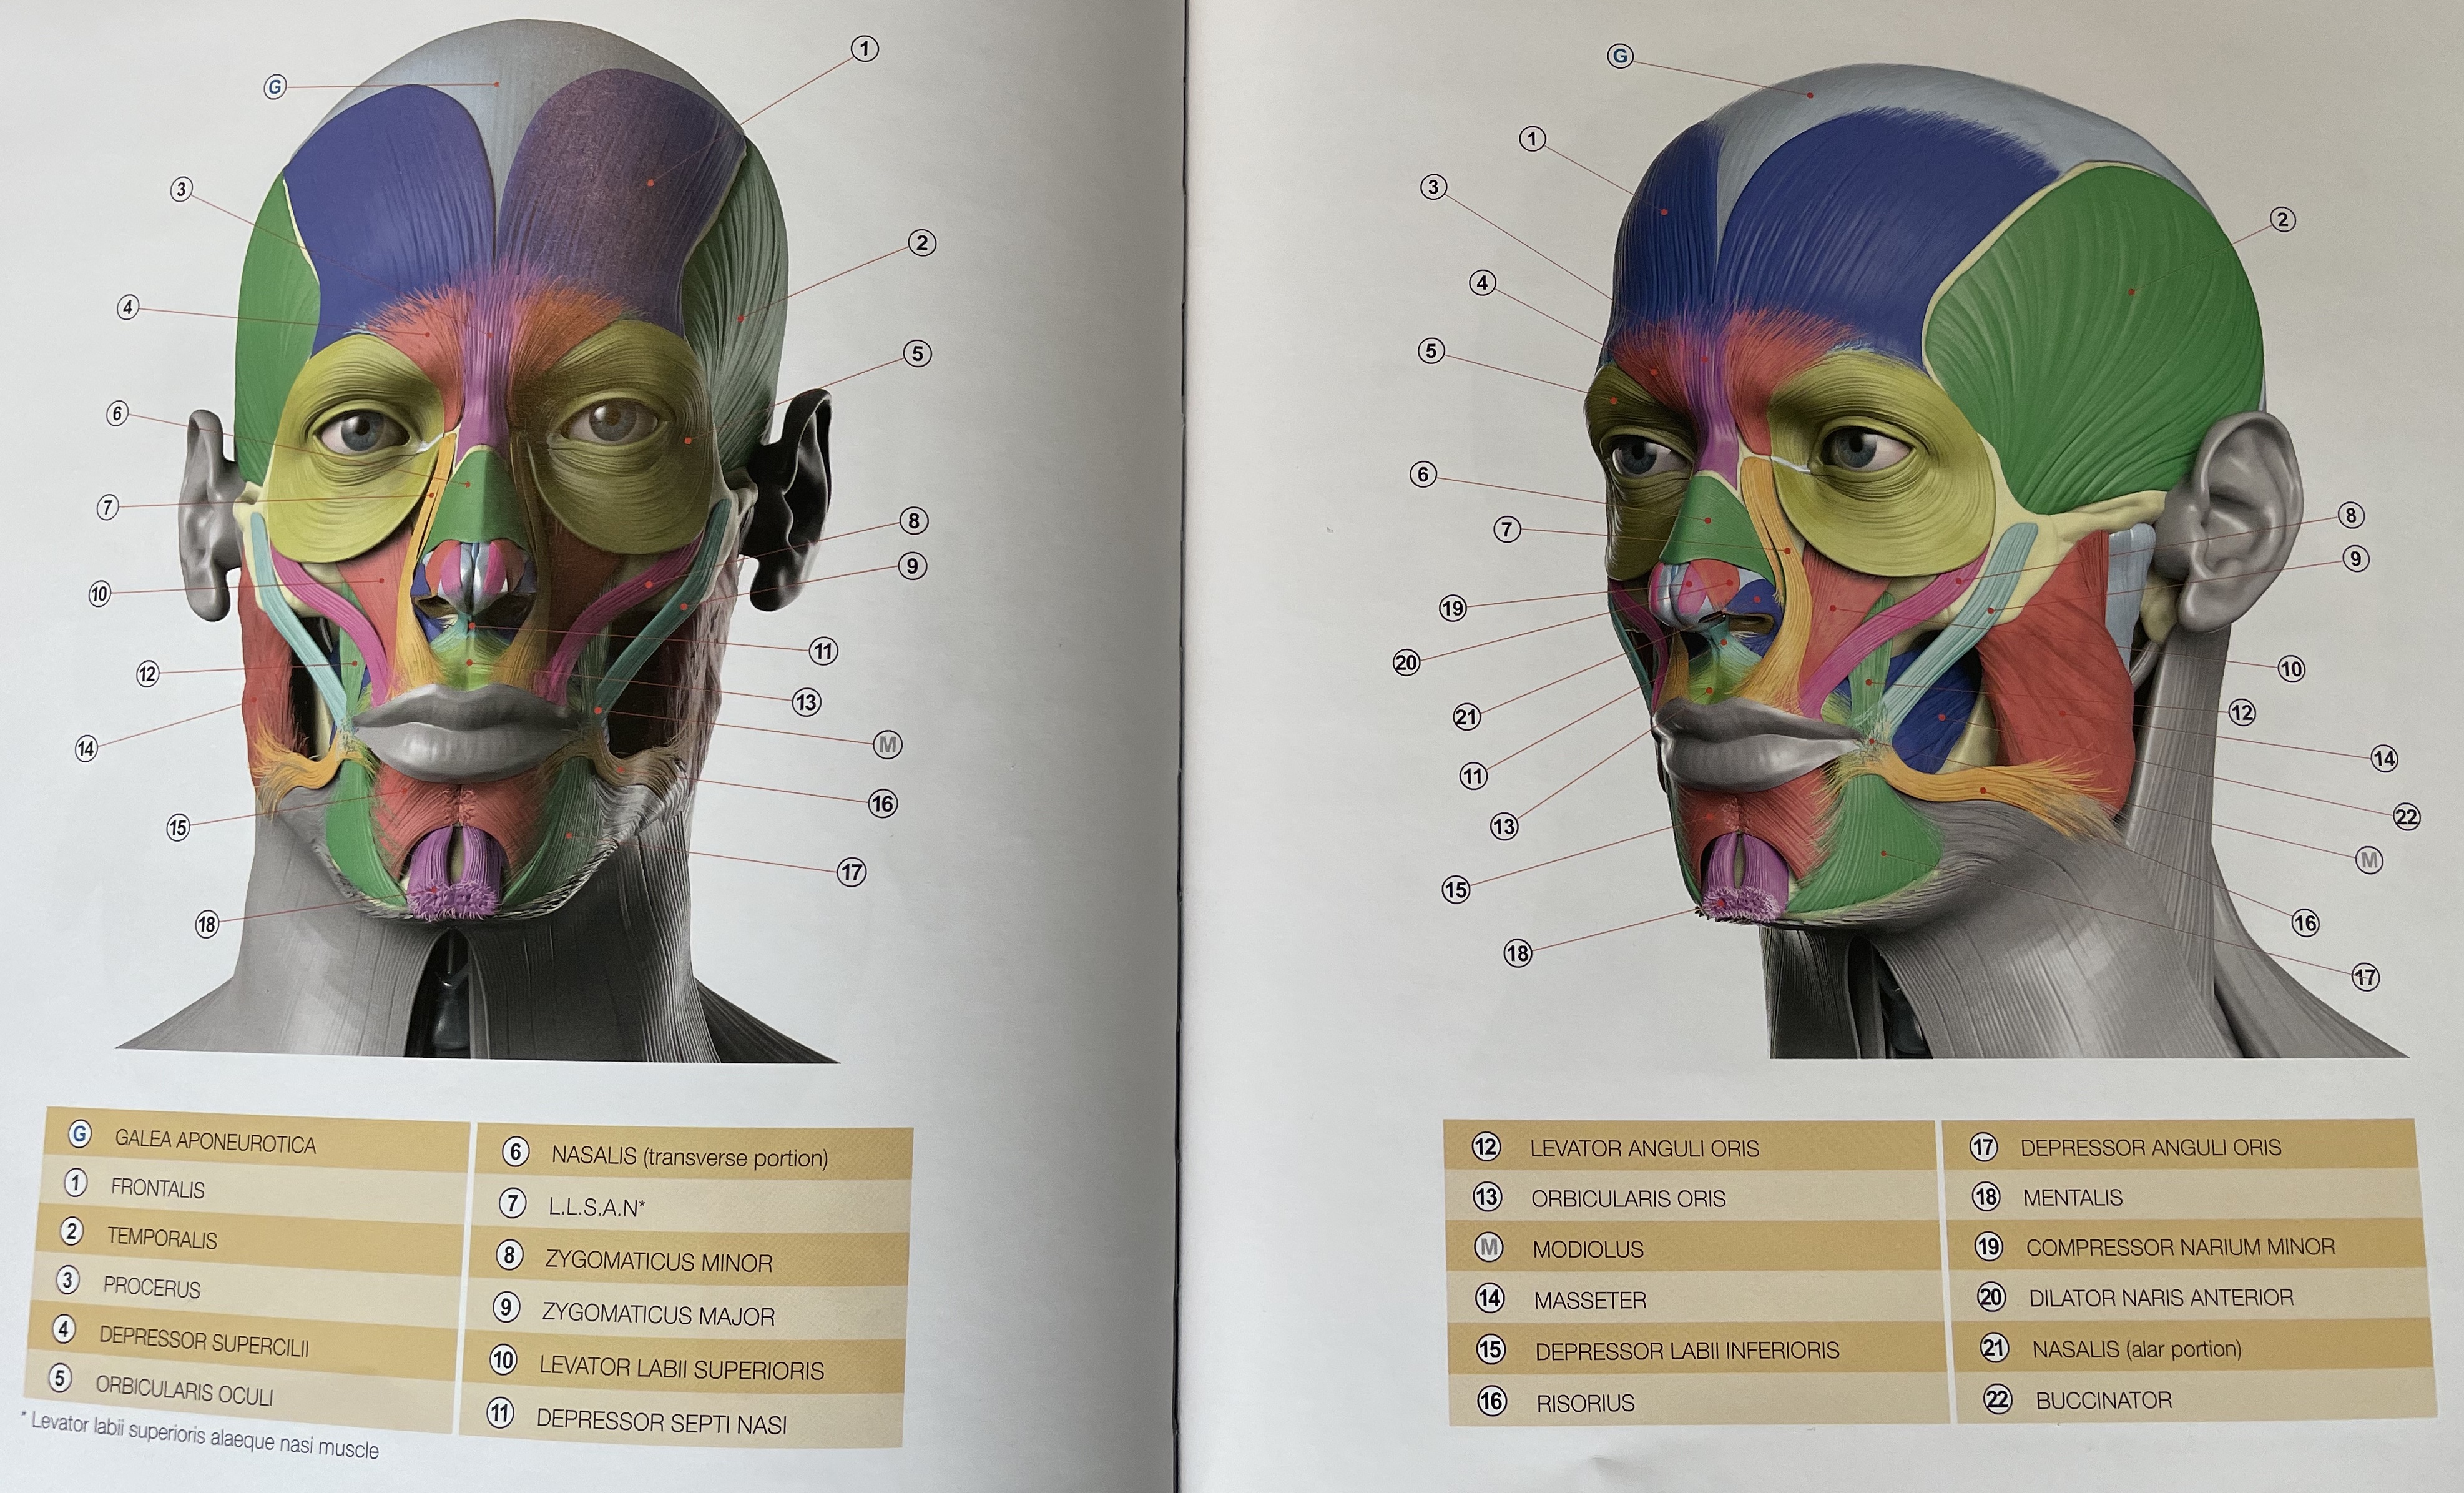 G
1
3
2
4
5
6
7
8
9
10
11
12
13
14
M
16
15
17
18
G GALEA APONEUROTICA
1 FRONTALIS
2 TEMPORALIS
3 PROCERUS
4 DEPRESSOR SUPERCILII
5 ORBICULARIS OCULI
* Levator labii superioris alaeque nasi muscle
6 NASALIS (transverse portion)
7 L.L.S.A.N*
8 ZYGOMATICUS MINOR
9 ZYGOMATICUS MAJOR
10 LEVATOR LABII SUPERIORIS
11 DEPRESSOR SEPTI NASI
G
1
3
2
4
5
6
8
7
9
19
20
10
21
12
11
14
13
22
M
15
16
18
17
12 LEVATOR ANGULI ORIS
13 ORBICULARIS ORIS
M MODIOLUS
14 MASSETER
15 DEPRESSOR LABII INFERIORIS
16 RISORIUS
17 DEPRESSOR ANGULI ORIS
18 MENTALIS
19 COMPRESSOR NARIUM MINOR
20 DILATOR NARIS ANTERIOR
21 NASALIS (alar portion)
22 BUCCINATOR